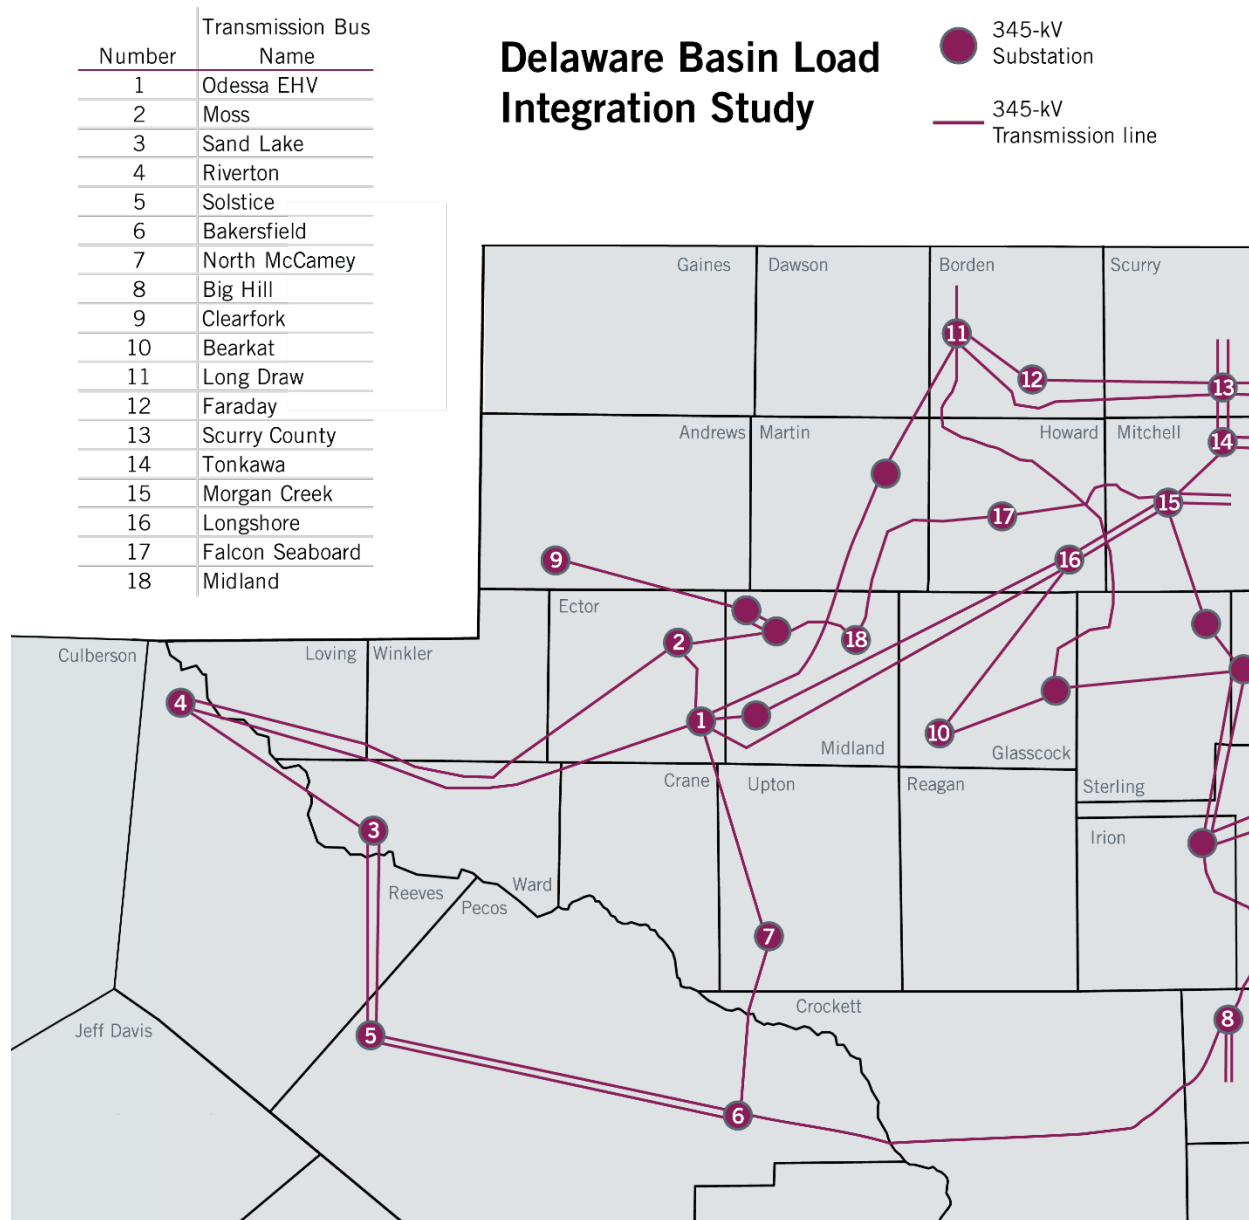 Transmission Bus
Number Name
1 Odessa EHV
2 Moss
3 Sand Lake
4 Riverton
5 Solstice
6 Bakersfield
7 North McCamey
8 Big Hill
9 Clearfork
10 Bearkat
11 Long Draw
12 Faraday
13 Scurry County
14 Tonkawa
15 Morgan Creek
16 Longshore
17 Falcon Seaboard
18 Midland
Delaware Basin Load
Integration Study
345-kV
Substation
345-kV
Transmission line
Gaines Dawson Borden Scurry
11
12
13
Andrews Martin Howard Mitchell
14
15
17
9
16
Ector
2
18
Culberson Loving Winkler
4
1
10
Midland Glasscock
Crane Upton Reagan Sterling
3
Irion
Reeves Ward
Pecos
7
Crockett
8
Jeff Davis
5
6